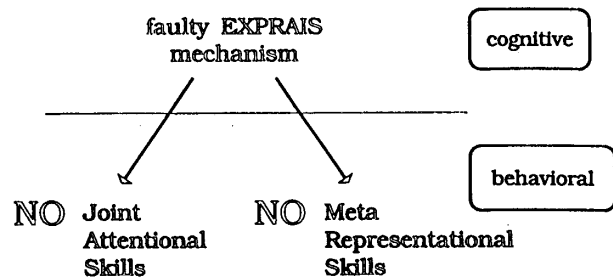 faulty EXPRAIS
mechanism
cognitive
behavioral
NO Joint
Attentional
Skills
NO Meta
Representational
Skills